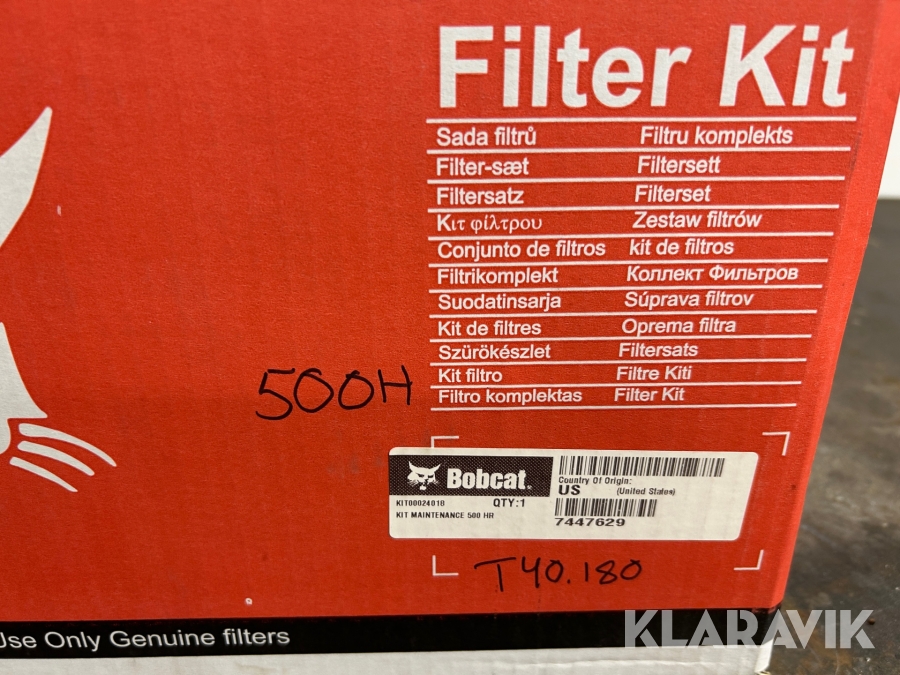 Filter Kit
Sada filtrů Filtru komplekts
Filter-sæt Filtersett
Filtersatz Filterset
Κιτ φίλτρου Zestaw filtrów
Conjunto de filtros kit de filtros
Filtrikomplekt Коллект Фильтров
Suodatinsarja Súprava filtrov
Kit de filtres Oprema filtra
Szürökészlet Filtersats
Kit filtro Filtre Kiti
Filtro komplektas Filter Kit
500H
Bobcat
Country Of Origin:
US (United States)
KIT0002401B QTY:1
KIT MAINTENANCE 500 HR
7447629
T40.180
Use Only Genuine filters
KLARAVIK